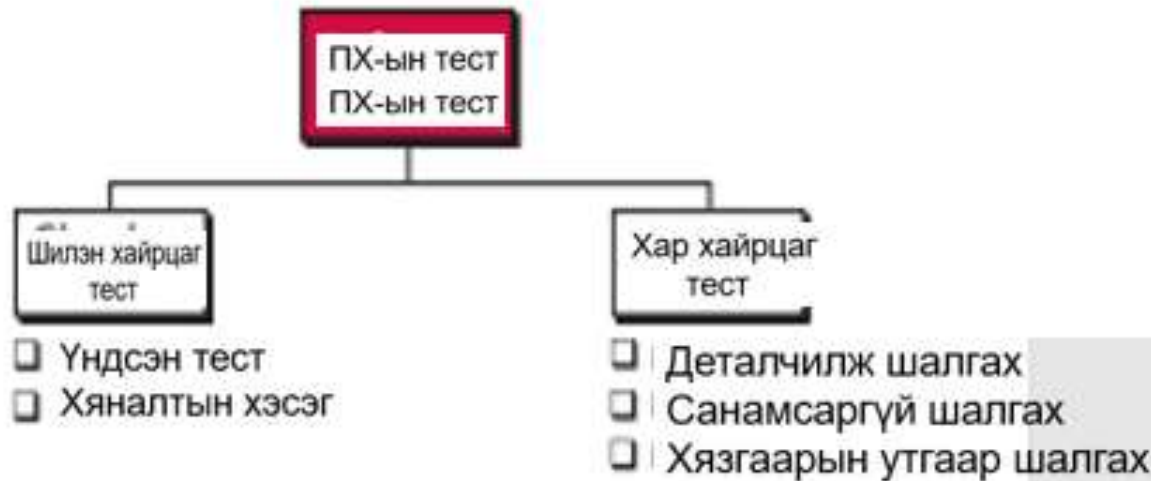 ПХ-ын тест
ПХ-ын тест
Шилэн хайрцаг
тест
Үндсэн тест
Хяналтын хэсэг
Хар хайрцаг
тест
Деталчилж шалгах
Санамсаргүй шалгах
Хязгаарын утгаар шалгах